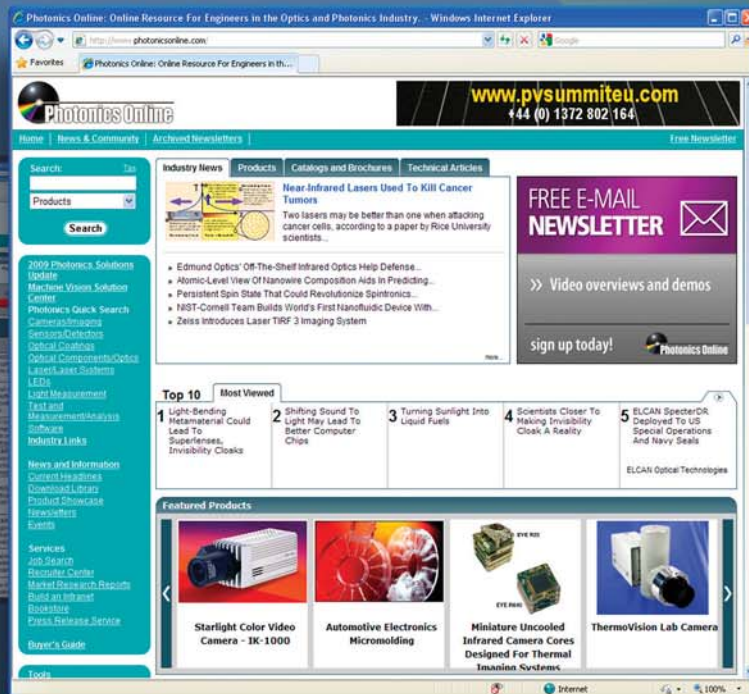 Photonics Online: Online Resource For Engineers in the Optics and Photonics Industry. - Windows Internet Explorer
http://www.photonicsonline.com/
Google
Favorites
Photonics Online: Online Resource For Engineers in th...
Photonics Online
www.pvsummiteu.com
+44 (0) 1372 802 164
Home | News & Community | Archived Newsletters |
Free Newsletter
Search:
Tips
Products
Search
2009 Photonics Solutions
Update
Machine Vision Solution
Center
Photonics Quick Search
Cameras/Imaging
Sensors/Detectors
Optical Coatings
Optical Components/Optics
Laser/Laser Systems
LEDs
Light Measurement
Test and
Measurement/Analysis
Software
Industry Links
News and Information
Current Headlines
Download Library
Product Showcase
Newsletters
Events
Services
Job Search
Recruiter Center
Market Research Reports
Build an Intranet
Bookstore
Press Release Service
Buyer's Guide
Tools
Industry News
Products
Catalogs and Brochures
Technical Articles
Near-Infrared Lasers Used To Kill Cancer
Tumors
Two lasers may be better than one when attacking
cancer cells, according to a paper by Rice University
scientists...
» Edmund Optics' Off-The-Shelf Infrared Optics Help Defense...
» Atomic-Level View Of Nanowire Composition Aids In Predicting...
» Persistent Spin State That Could Revolutionize Spintronics...
» NIST-Cornell Team Builds World's First Nanofluidic Device With...
» Zeiss Introduces Laser TIRF 3 Imaging System
more...
FREE E-MAIL
NEWSLETTER
>> Video overviews and demos
sign up today!
Photonics Online
Top 10
Most Viewed
1 Light-Bending
Metamaterial Could
Lead To
Superlenses,
Invisibility Cloaks
2 Shifting Sound To
Light May Lead To
Better Computer
Chips
3 Turning Sunlight Into
Liquid Fuels
4 Scientists Closer To
Making Invisibility
Cloak A Reality
5 ELCAN SpecterDR
Deployed To US
Special Operations
And Navy Seals
ELCAN Optical Technologies
Featured Products
Starlight Color Video
Camera - IK-1000
Automotive Electronics
Micromolding
EYE R25
EYE R640
Miniature Uncooled
Infrared Camera Cores
Designed For Thermal
Imaging Systems
ThermoVision Lab Camera
Internet
100%